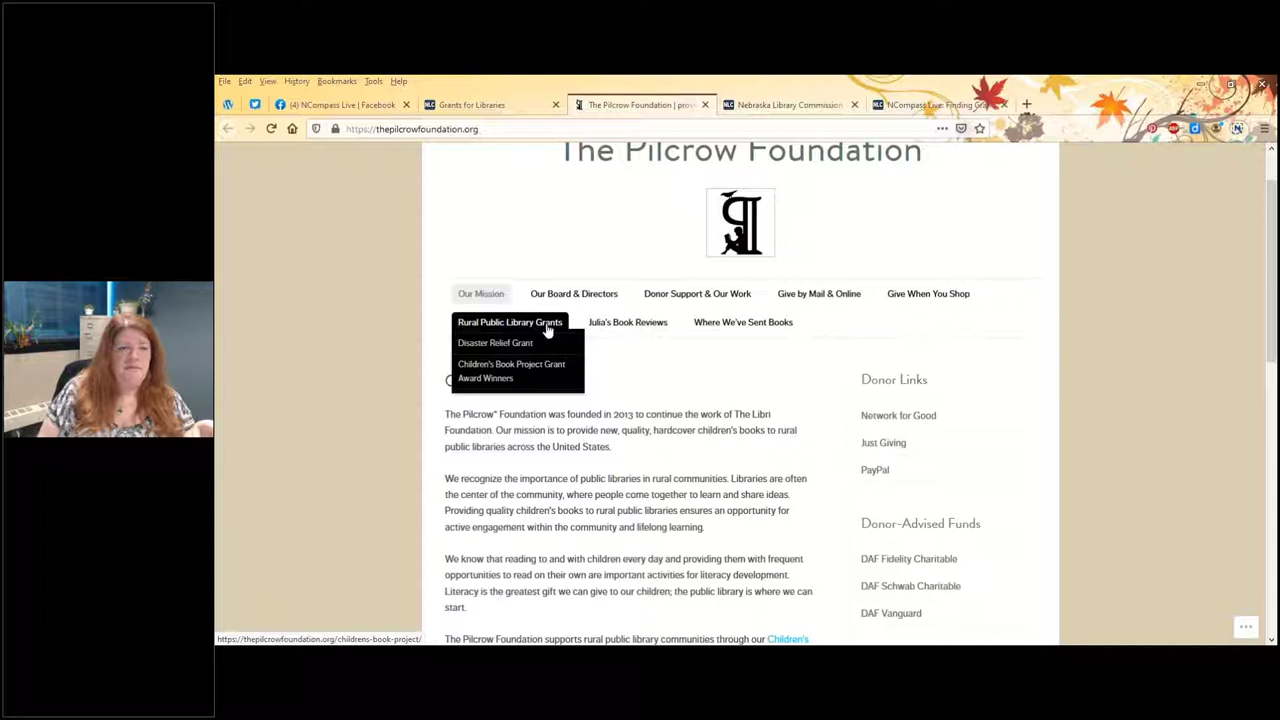 File Edit View History Bookmarks Tools Help
(4) NCompass Live | Facebook
Grants for Libraries
The Pilcrow Foundation | prov
Nebraska Library Commission
NCompass Live: Finding Gra
https://thepilcrowfoundation.org
The Pilcrow Foundation
Our Mission Our Board & Directors Donor Support & Our Work Give by Mail & Online Give When You Shop
Rural Public Library Grants Julia's Book Reviews Where We've Sent Books
Disaster Relief Grant
Children's Book Project Grant
Award Winners
The Pilcrow* Foundation was founded in 2013 to continue the work of The Libri
Foundation. Our mission is to provide new, quality, hardcover children's books to rural
public libraries across the United States.
We recognize the importance of public libraries in rural communities. Libraries are often
the center of the community, where people come together to learn and share ideas.
Providing quality children's books to rural public libraries ensures an opportunity for
active engagement within the community and lifelong learning.
We know that reading to and with children every day and providing them with frequent
opportunities to read on their own are important activities for literacy development.
Literacy is the greatest gift we can give to our children; the public library is where we can
start.
The Pilcrow Foundation supports rural public library communities through our Children's
Donor Links
Network for Good
Just Giving
PayPal
Donor-Advised Funds
DAF Fidelity Charitable
DAF Schwab Charitable
DAF Vanguard
https://thepilcrowfoundation.org/childrens-book-project/